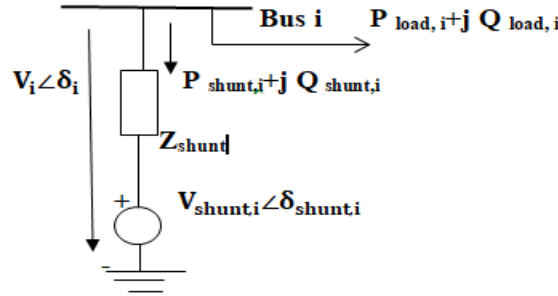 Bus i
P load, i+j Q load, i
Vi∠δi
P shunt,i+j Q shunt,i
Zshunt
+
Vshunt,i∠δshunt,i
-